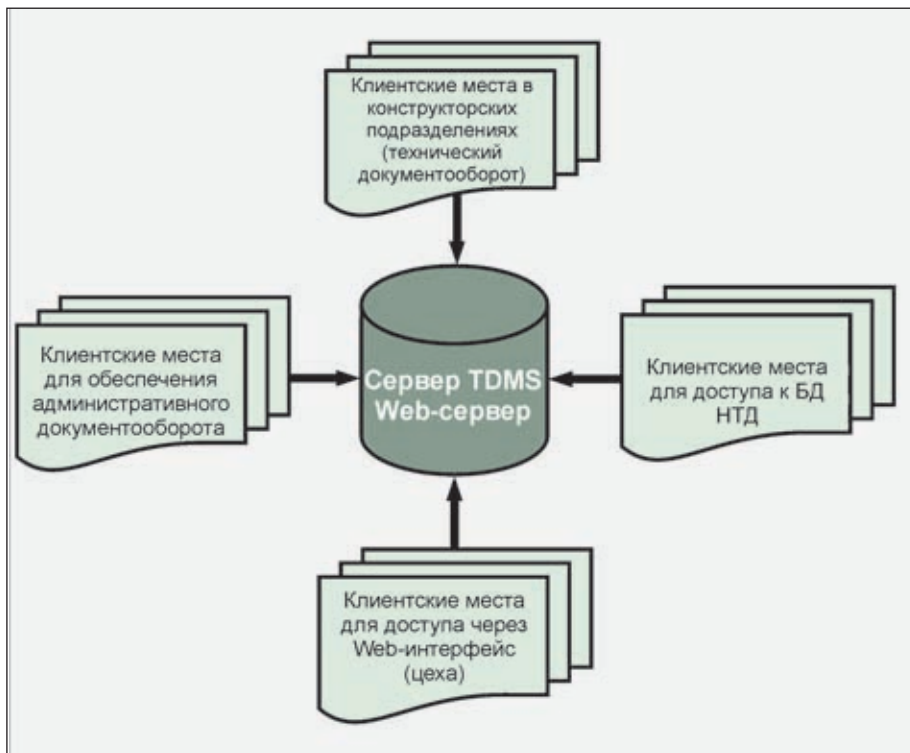 Клиентские места в
конструкторских
подразделениях
(технический
документооборот)
Клиентские места
для обеспечения
административного
документооборота
Сервер TDMS
Web-сервер
Клиентские места
для доступа к БД
НТД
Клиентские места
для доступа через
Web-интерфейс
(цеха)